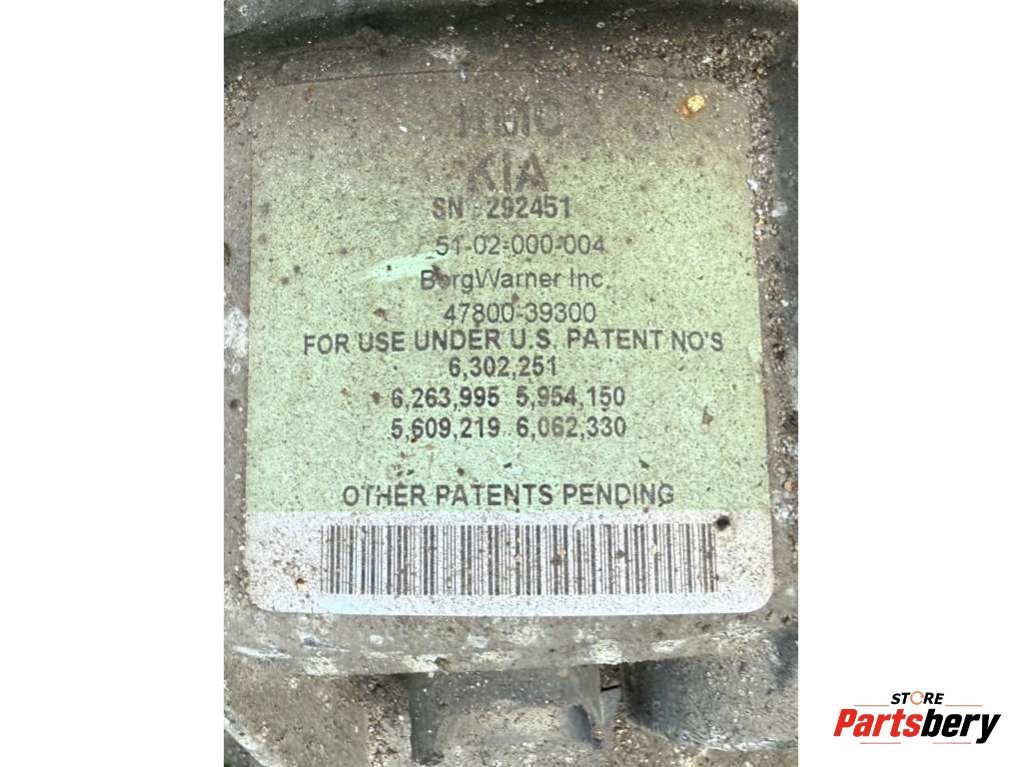 HMC
KIA
SN : 292451
51-02-000-004
BorgWarner Inc.
47800-39300
FOR USE UNDER U.S. PATENT NO'S
6,302,251
6,263,995 5,954,150
5,609,219 6,062,330
OTHER PATENTS PENDING
STORE
Partsbery